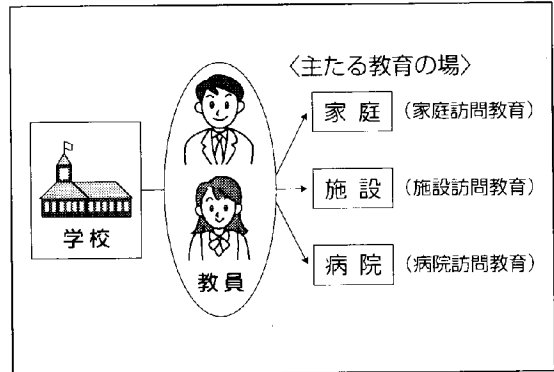 〈主たる教育の場〉
学校
教員
家庭 (家庭訪問教育)
施設 (施設訪問教育)
病院 (病院訪問教育)